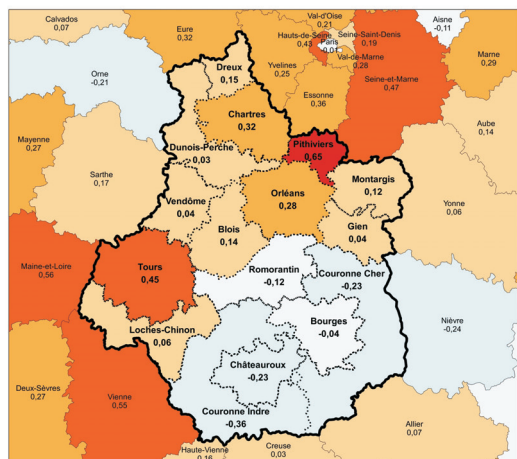 Calvados
0,07
Eure
0,32
Val-d'Oise
0,21
Seine-Saint-Denis
0,19
Hauts-de-Seine
0,43
Paris
-0,01
Val-de-Marne
0,28
Aisne
-0,11
Marne
0,29
Orne
-0,21
Yvelines
0,25
Essonne
0,36
Seine-et-Marne
0,47
Aube
0,14
Dreux
0,15
Chartres
0,32
Pithiviers
0,65
Mayenne
0,27
Sarthe
0,17
Dunois-Perche
0,03
Montargis
0,12
Yonne
0,06
Vendôme
0,04
Orléans
0,28
Blois
0,14
Gien
0,04
Maine-et-Loire
0,56
Tours
0,45
Romorantin
-0,12
Couronne Cher
-0,23
Nièvre
-0,24
Loches-Chinon
0,06
Bourges
-0,04
Châteauroux
-0,23
Deux-Sèvres
0,27
Vienne
0,55
Couronne Indre
-0,36
Allier
0,07
Haute-Vienne
0,16
Creuse
0,03